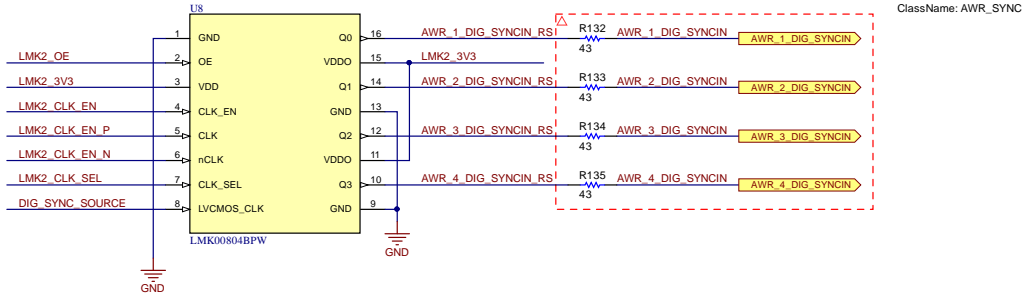 ClassName: AWR_SYNC
U8
1 GND Q0 16 AWR_1_DIG_SYNCIN_RS R132 43 AWR_1_DIG_SYNCIN AWR_1_DIG_SYNCIN
LMK2_OE 2 OE VDDO 15 LMK2_3V3
LMK2_3V3 3 VDD Q1 14 AWR_2_DIG_SYNCIN_RS R133 43 AWR_2_DIG_SYNCIN AWR_2_DIG_SYNCIN
LMK2_CLK_EN 4 CLK_EN GND 13
LMK2_CLK_EN_P 5 CLK Q2 12 AWR_3_DIG_SYNCIN_RS R134 43 AWR_3_DIG_SYNCIN AWR_3_DIG_SYNCIN
LMK2_CLK_EN_N 6 nCLK VDDO 11
LMK2_CLK_SEL 7 CLK_SEL Q3 10 AWR_4_DIG_SYNCIN_RS R135 43 AWR_4_DIG_SYNCIN AWR_4_DIG_SYNCIN
DIG_SYNC_SOURCE 8 LVCMOS_CLK GND 9
LMK00804BPW
GND
GND